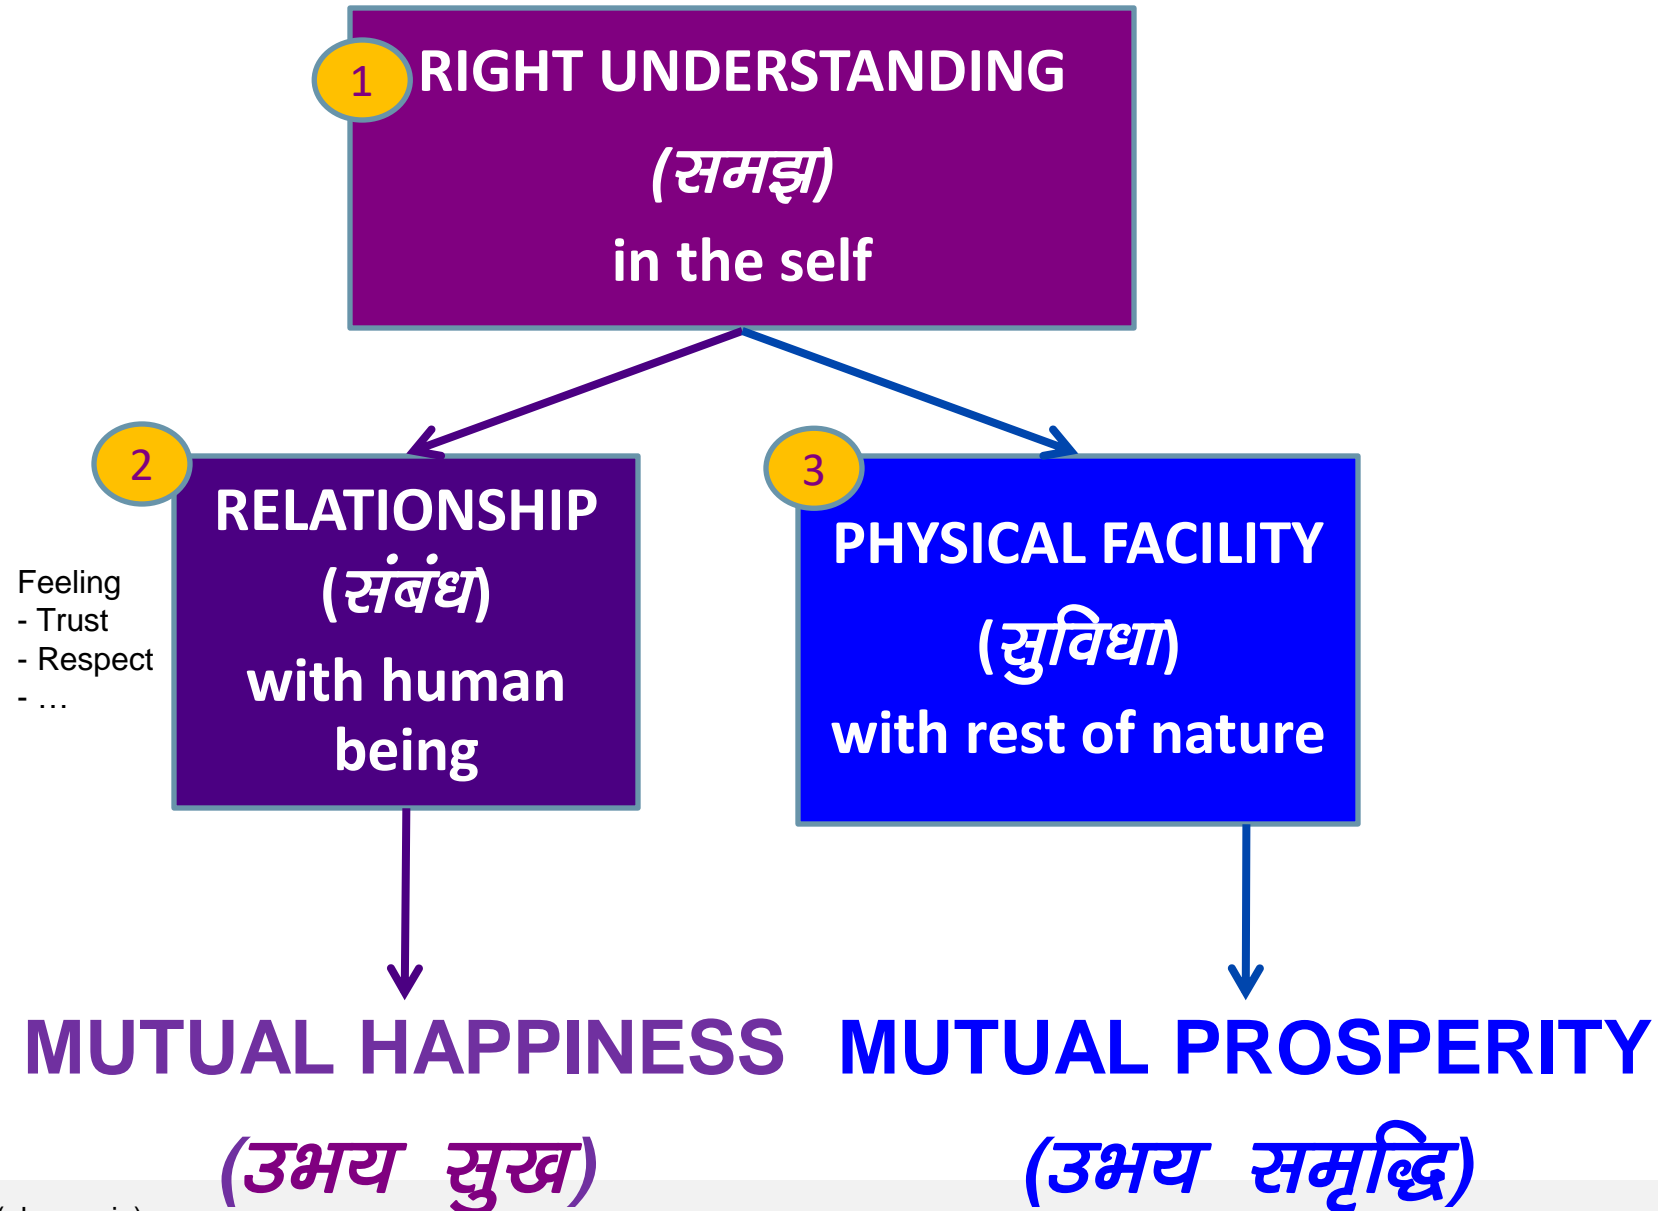 1
RIGHT UNDERSTANDING
(समझ)
in the self
2
RELATIONSHIP
(संबंध)
with human
being
Feeling
- Trust
- Respect
- …
3
PHYSICAL FACILITY
(सुविधा)
with rest of nature
MUTUAL HAPPINESS
(उभय सुख)
MUTUAL PROSPERITY
(उभय समृद्धि)